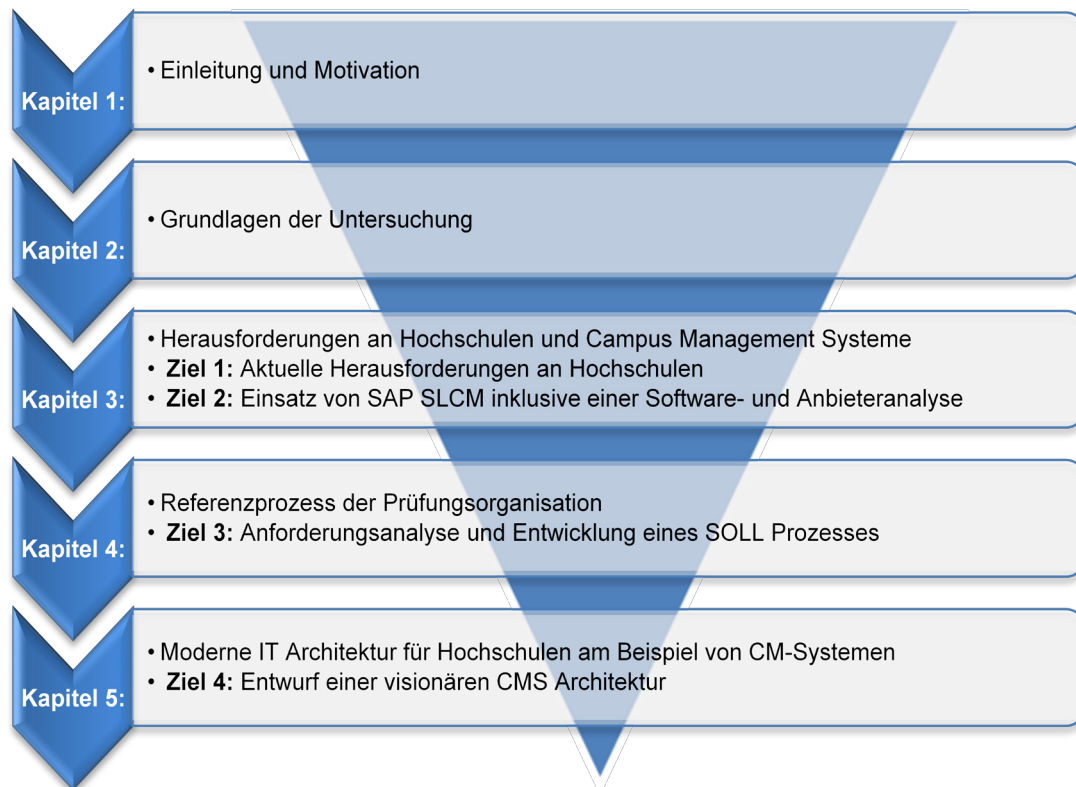 Kapitel 1:
• Einleitung und Motivation
Kapitel 2:
• Grundlagen der Untersuchung
Kapitel 3:
• Herausforderungen an Hochschulen und Campus Management Systeme
• Ziel 1: Aktuelle Herausforderungen an Hochschulen
• Ziel 2: Einsatz von SAP SLCM inklusive einer Software- und Anbieteranalyse
Kapitel 4:
• Referenzprozess der Prüfungsorganisation
• Ziel 3: Anforderungsanalyse und Entwicklung eines SOLL Prozesses
Kapitel 5:
• Moderne IT Architektur für Hochschulen am Beispiel von CM-Systemen
• Ziel 4: Entwurf einer visionären CMS Architektur